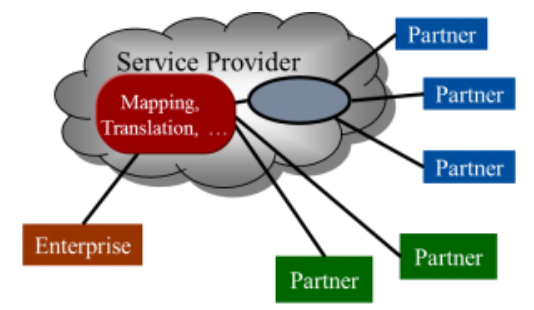 Partner
Service Provider
Partner
Mapping,
Translation, ...
Partner
Enterprise
Partner
Partner